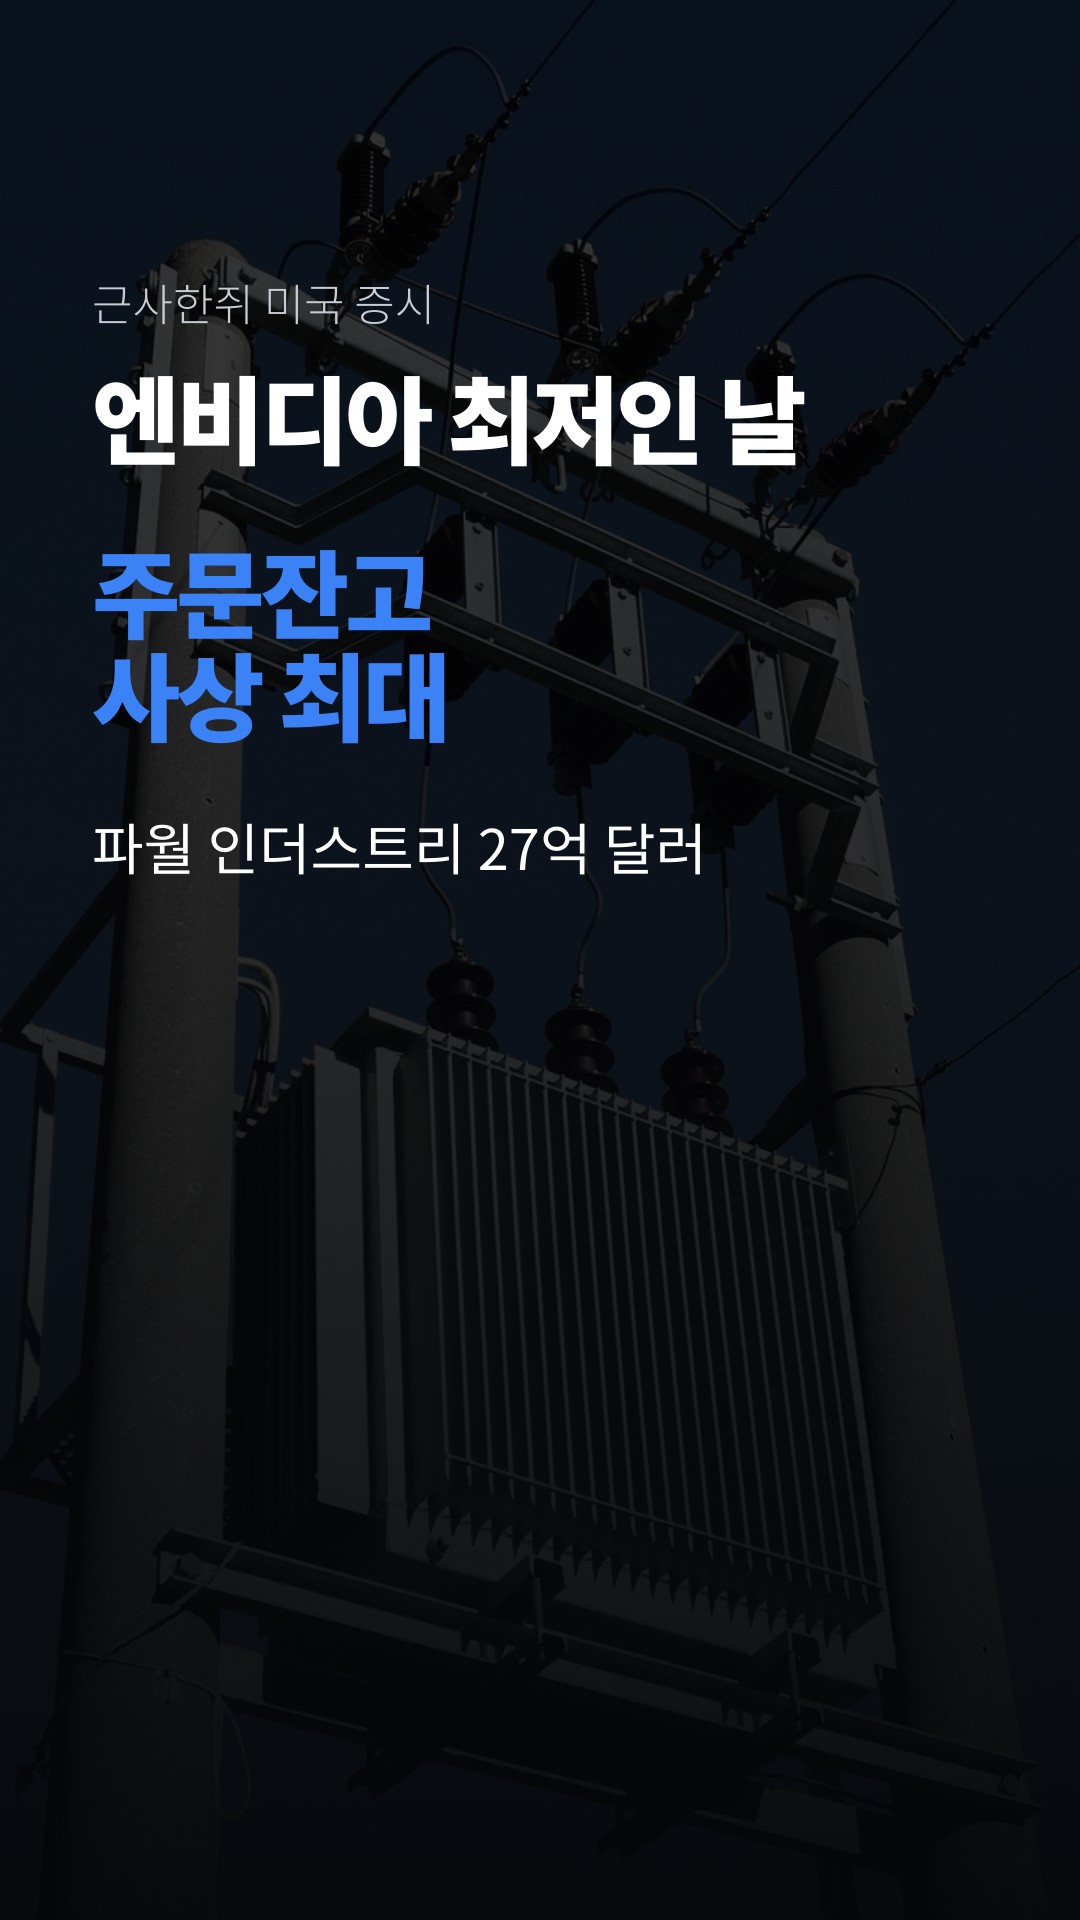 근사한쥐 미국 증시
엔비디아 최저인 날
주문잔고
사상 최대
파월 인더스트리 27억 달러